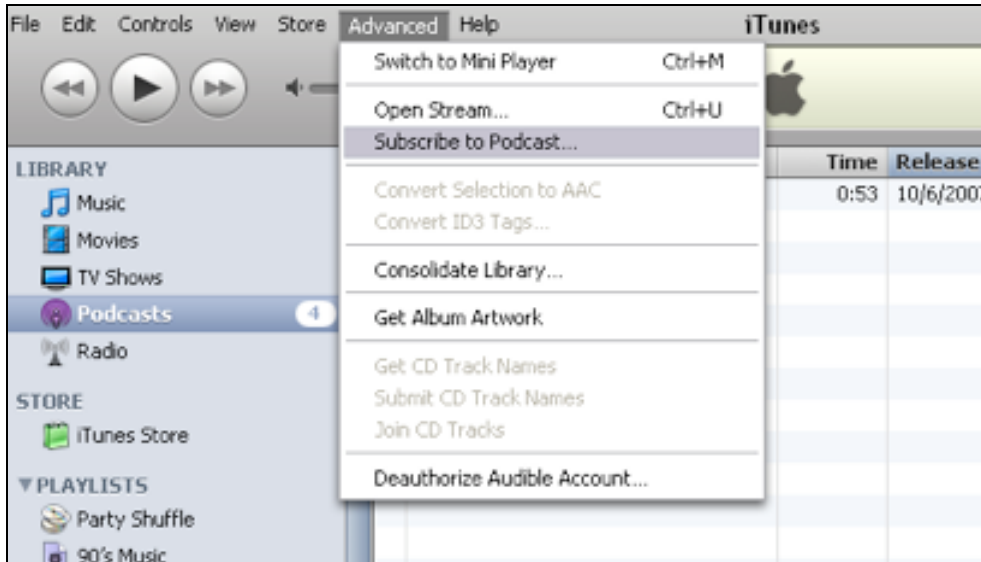 File Edit Controls View Store Advanced Help iTunes
Switch to Mini Player Ctrl+M
Open Stream... Ctrl+U
Subscribe to Podcast...
Convert Selection to AAC
Convert ID3 Tags...
Consolidate Library...
Get Album Artwork
Get CD Track Names
Submit CD Track Names
Join CD Tracks
Deauthorize Audible Account...
LIBRARY
Music
Movies
TV Shows
Podcasts 4
Radio
STORE
iTunes Store
PLAYLISTS
Party Shuffle
90's Music
Time Release
0:53 10/6/2007